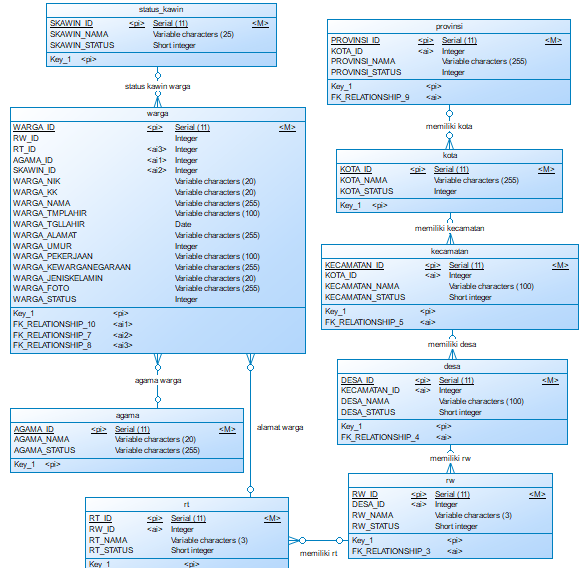 status_kawin
SKAWIN_ID <pi> Serial (11) <M>
SKAWIN_NAMA Variable characters (25)
SKAWIN_STATUS Short integer
Key_1 <pi>
status kawin warga
warga
WARGA_ID <pi> Serial (11) <M>
RW_ID Integer
RT_ID <ai3> Integer
AGAMA_ID <ai1> Integer
SKAWIN_ID <ai2> Integer
WARGA_NIK Variable characters (20)
WARGA_KK Variable characters (20)
WARGA_NAMA Variable characters (255)
WARGA_TMPLAHIR Variable characters (100)
WARGA_TGLLAHIR Date
WARGA_ALAMAT Variable characters (255)
WARGA_UMUR Integer
WARGA_PEKERJAAN Variable characters (100)
WARGA_KEWARGANEGARAAN Variable characters (255)
WARGA_JENISKELAMIN Variable characters (20)
WARGA_FOTO Variable characters (255)
WARGA_STATUS Integer
Key_1 <pi>
FK_RELATIONSHIP_10 <ai1>
FK_RELATIONSHIP_7 <ai2>
FK_RELATIONSHIP_8 <ai3>
agama warga
alamat warga
agama
AGAMA_ID <pi> Serial (11) <M>
AGAMA_NAMA Variable characters (20)
AGAMA_STATUS Variable characters (255)
Key_1 <pi>
rt
RT_ID <pi> Serial (11) <M>
RW_ID <ai> Integer
RT_NAMA Variable characters (3)
RT_STATUS Short integer
Key_1 <pi>
memiliki rt
provinsi
PROVINSI_ID <pi> Serial (11) <M>
KOTA_ID <ai> Integer
PROVINSI_NAMA Variable characters (255)
PROVINSI_STATUS Integer
Key_1 <pi>
FK_RELATIONSHIP_9 <ai>
memiliki kota
kota
KOTA_ID <pi> Serial (11) <M>
KOTA_NAMA Variable characters (255)
KOTA_STATUS Integer
Key_1 <pi>
memiliki kecamatan
kecamatan
KECAMATAN_ID <pi> Serial (11) <M>
KOTA_ID <ai> Integer
KECAMATAN_NAMA Variable characters (100)
KECAMATAN_STATUS Short integer
Key_1 <pi>
FK_RELATIONSHIP_5 <ai>
memiliki desa
desa
DESA_ID <pi> Serial (11) <M>
KECAMATAN_ID <ai> Integer
DESA_NAMA Variable characters (100)
DESA_STATUS Short integer
Key_1 <pi>
FK_RELATIONSHIP_4 <ai>
memiliki rw
rw
RW_ID <pi> Serial (11) <M>
DESA_ID <ai> Integer
RW_NAMA Variable characters (3)
RW_STATUS Short integer
Key_1 <pi>
FK_RELATIONSHIP_3 <ai>